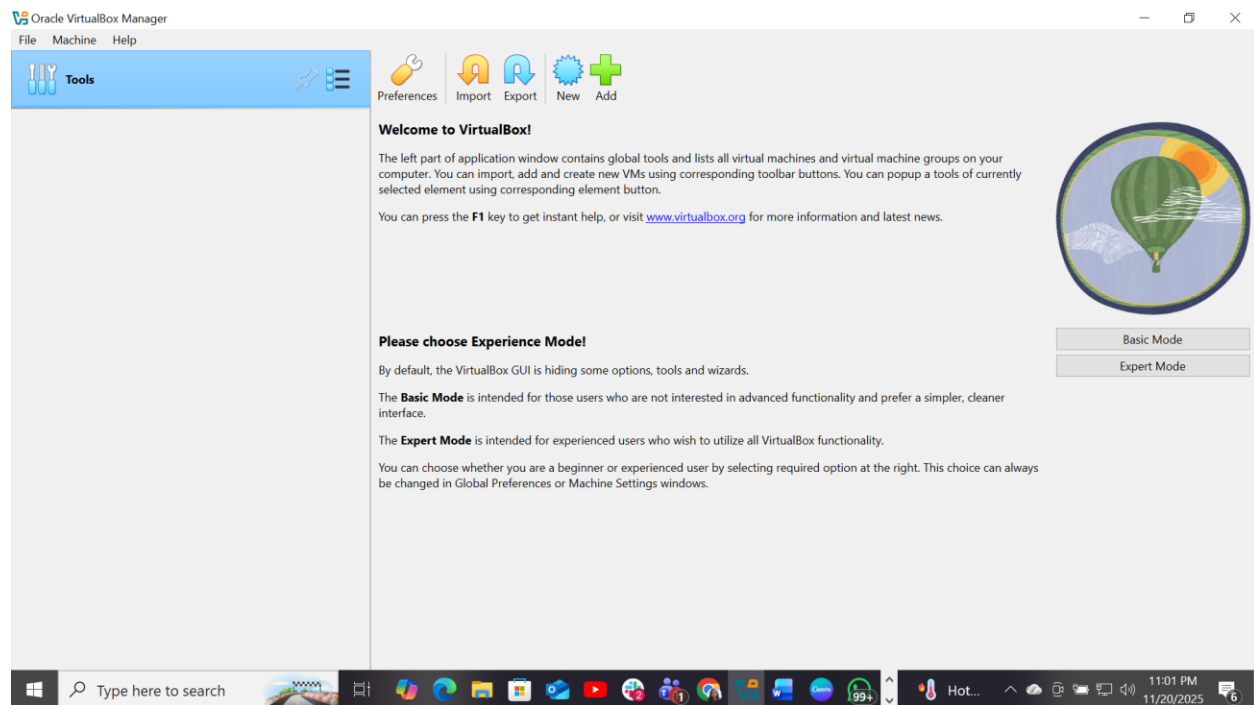 Oracle VirtualBox Manager
File Machine Help
Tools
Preferences Import Export New Add
Welcome to VirtualBox!
The left part of application window contains global tools and lists all virtual machines and virtual machine groups on your
computer. You can import, add and create new VMs using corresponding toolbar buttons. You can popup a tools of currently
selected element using corresponding element button.
You can press the F1 key to get instant help, or visit www.virtualbox.org for more information and latest news.
Please choose Experience Mode!
By default, the VirtualBox GUI is hiding some options, tools and wizards.
The Basic Mode is intended for those users who are not interested in advanced functionality and prefer a simpler, cleaner
interface.
The Expert Mode is intended for experienced users who wish to utilize all VirtualBox functionality.
You can choose whether you are a beginner or experienced user by selecting required option at the right. This choice can always
be changed in Global Preferences or Machine Settings windows.
Basic Mode
Expert Mode
Type here to search
2
1
Canva
99+
Hot...
11:01 PM
11/20/2025
6